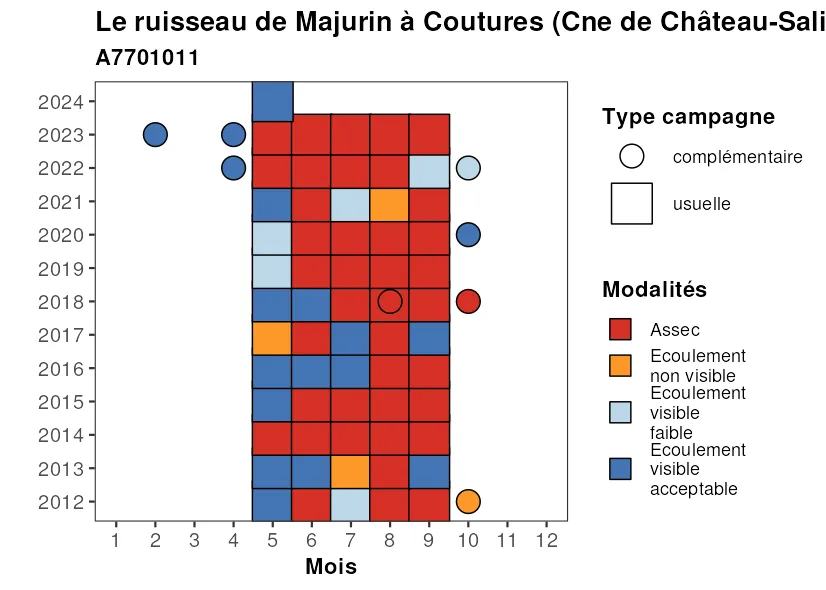 Le ruisseau de Majurin à Coutures (Cne de Château-Sali
A7701011
2024
2023
2022
2021
2020
2019
2018
2017
2016
2015
2014
2013
2012
1 2 3 4 5 6 7 8 9 10 11 12
Mois
Type campagne
complémentaire
usuelle
Modalités
Assec
Ecoulement
non visible
Ecoulement
visible
faible
Ecoulement
visible
acceptable